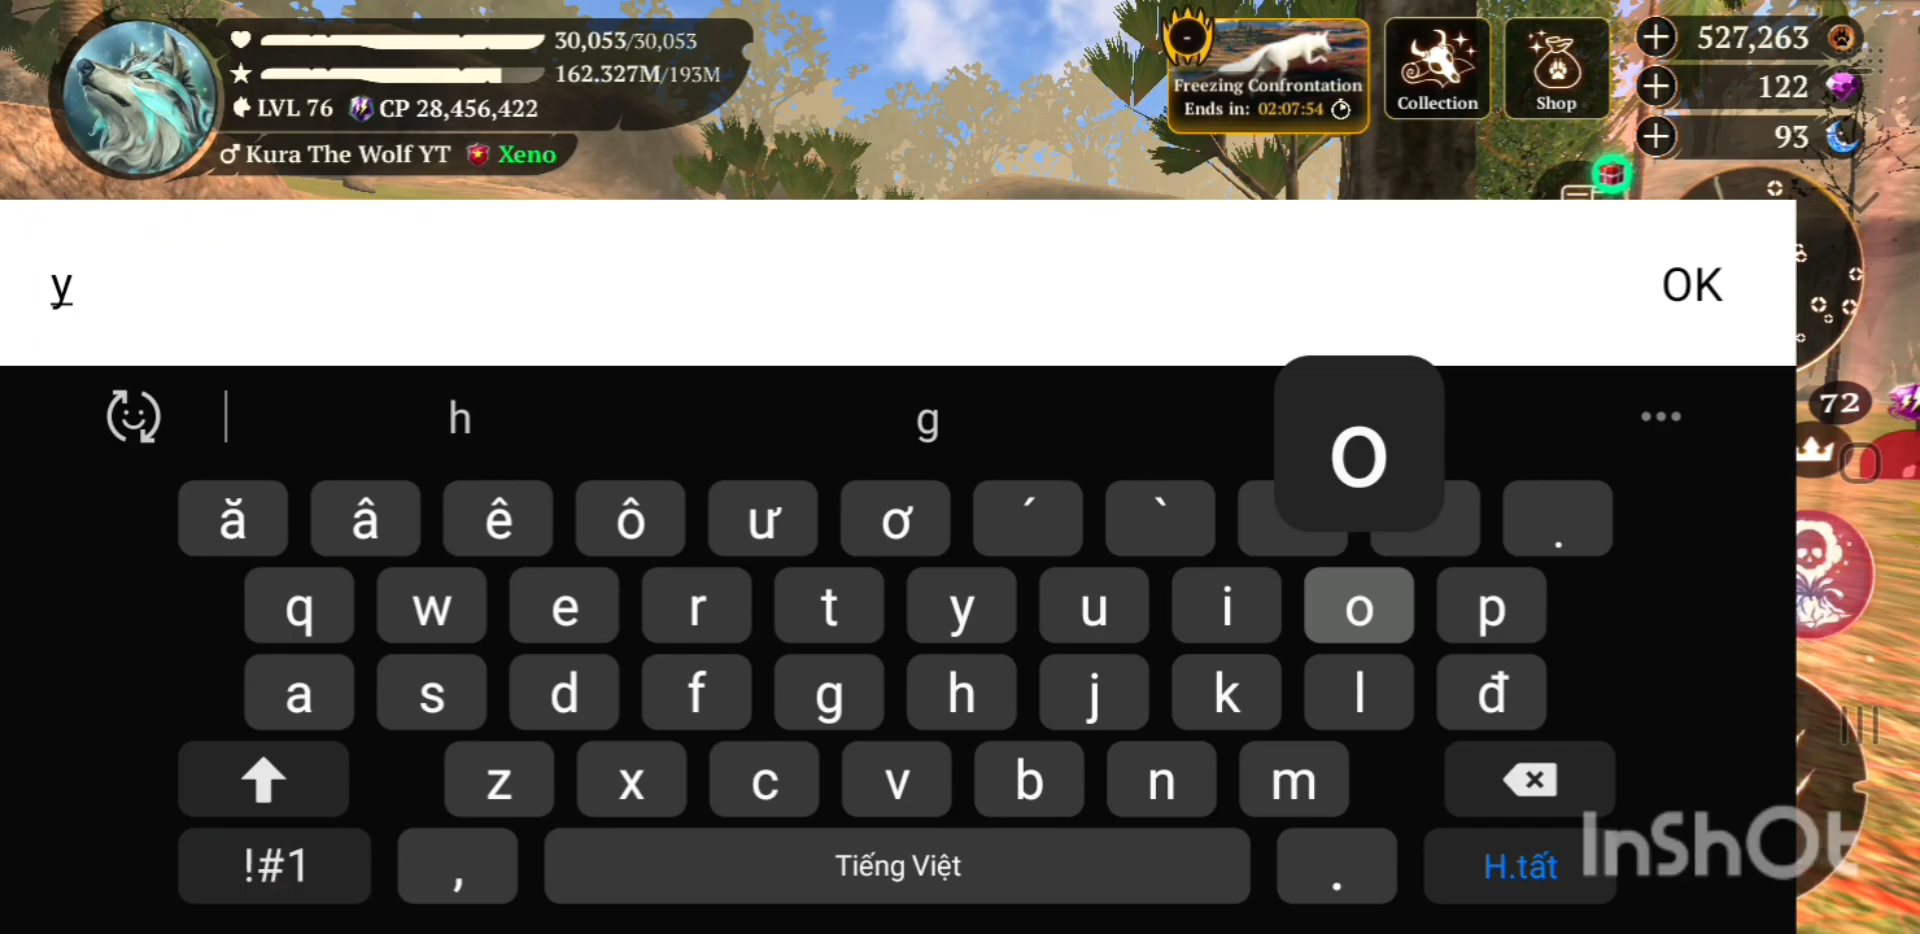 30,053/30,053
162.327M/193M
LVL 76 CP 28,456,422
Kura The Wolf YT Xeno
Freezing Confrontation
Ends in: 02:07:54
Collection
Shop
527,263
122
93
y
OK
h g
o
ă â ê ô ư ơ ´ ` .
q w e r t y u i o p
a s d f g h j k l đ
z x c v b n m
!#1 , Tiếng Việt . H.tất
72
InShOt